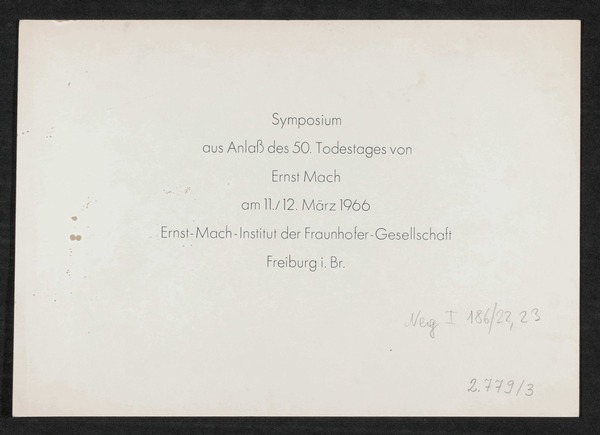 Symposium
aus Anlaß des 50. Todestages von
Ernst Mach
am 11./12. März 1966
Ernst-Mach-Institut der Fraunhofer-Gesellschaft
Freiburg i. Br.
Neg I 186/22, 23
2.779/3